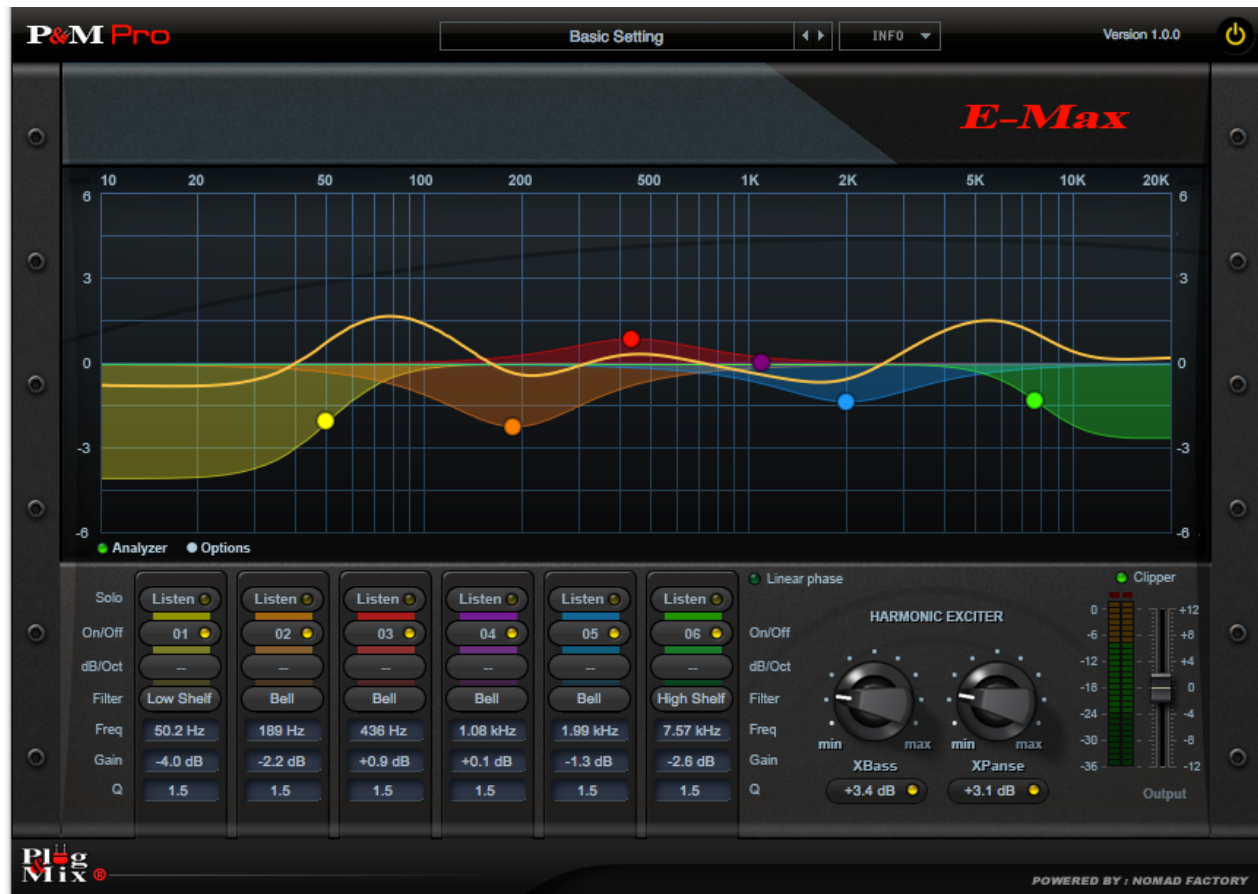 P&M Pro
Basic Setting
INFO
Version 1.0.0
E-Max
10 20 50 100 200 500 1K 2K 5K 10K 20K
6 6
3 3
0 0
-3 -3
-6 -6
Analyzer Options
Solo Listen Listen Listen Listen Listen Listen
On/Off 01 02 03 04 05 06 On/Off
dB/Oct -- -- -- -- -- -- dB/Oct
Filter Low Shelf Bell Bell Bell Bell High Shelf Filter
Freq 50.2 Hz 189 Hz 436 Hz 1.08 kHz 1.99 kHz 7.57 kHz Freq
Gain -4.0 dB -2.2 dB +0.9 dB +0.1 dB -1.3 dB -2.6 dB Gain
Q 1.5 1.5 1.5 1.5 1.5 1.5 Q
Linear phase
HARMONIC EXCITER
min max min max
XBass XPanse
+3.4 dB +3.1 dB
Clipper
0 +12
-6 +8
-12 +4
-18 0
-24 -4
-30 -8
-36 -12
Output
Plug
&Mix ®
POWERED BY : NOMAD FACTORY